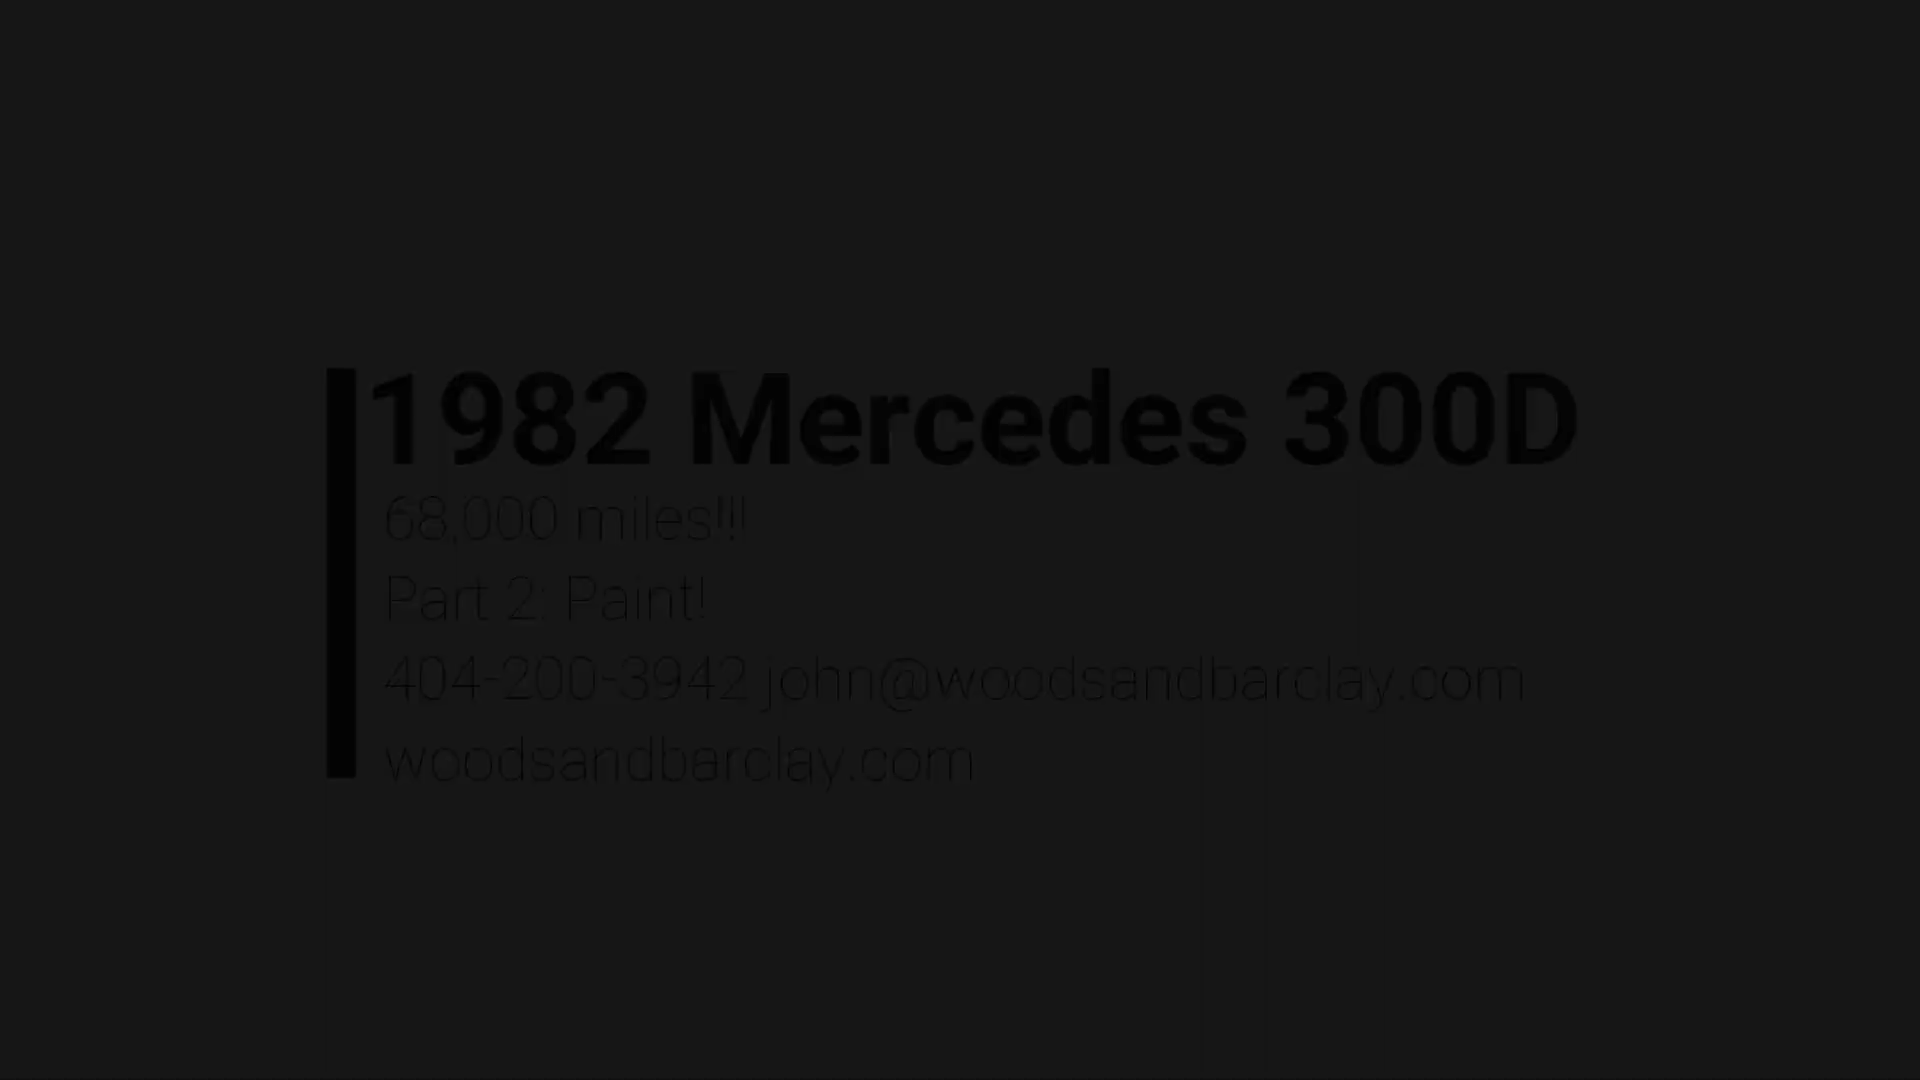 1982 Mercedes 300D
68,000 miles!!!
Part 2: Paint!
404-200-3942 john@woodsandbarclay.com
woodsandbarclay.com